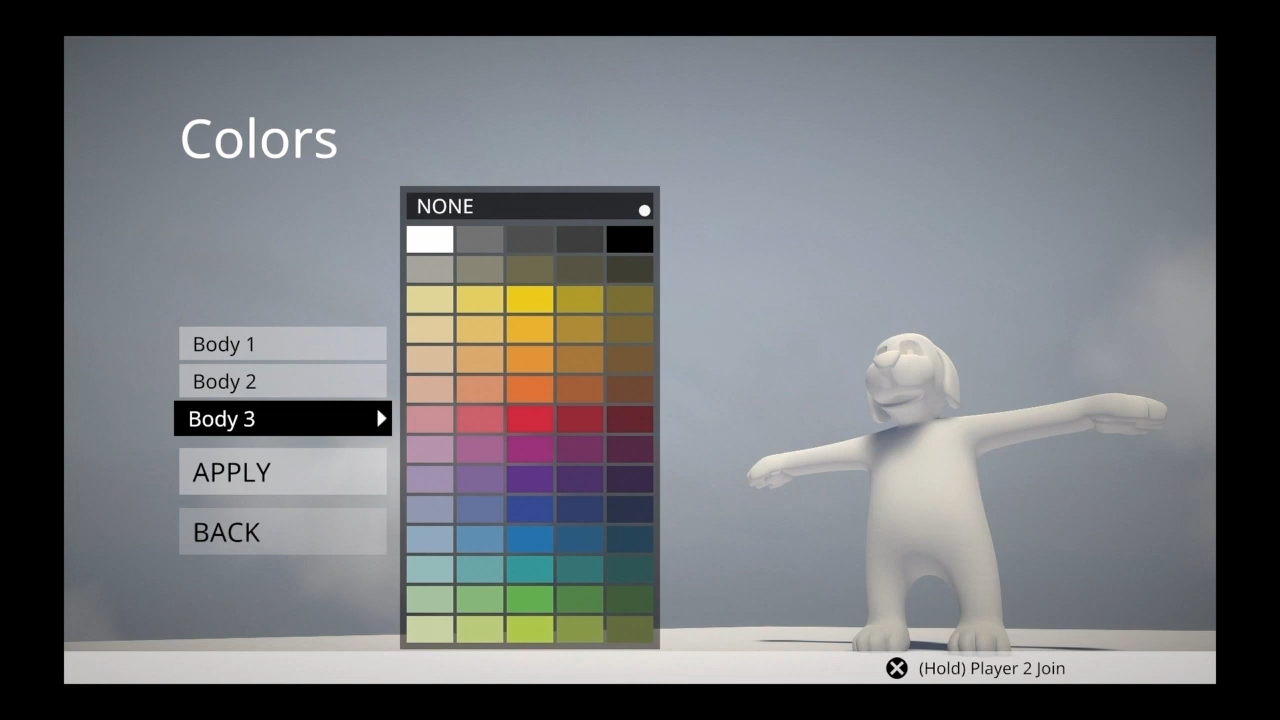 Colors
NONE
Body 1
Body 2
Body 3
APPLY
BACK
(Hold) Player 2 Join